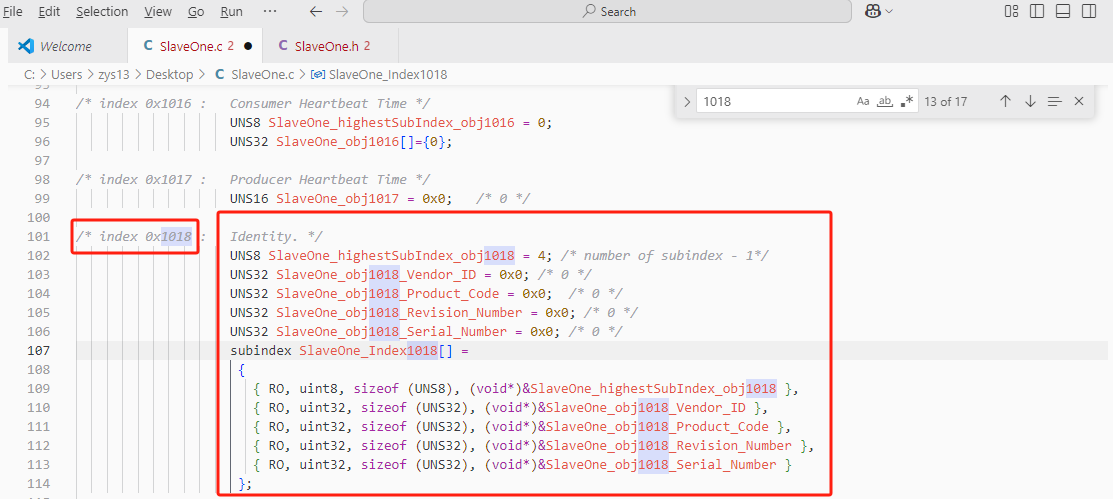 File Edit Selection View Go Run ··· ← → Search
Welcome C SlaveOne.c 2 ● C SlaveOne.h 2
C: > Users > zys13 > Desktop > C SlaveOne.c > SlaveOne_Index1018
1018 Aa ab .* 13 of 17
94 /* index 0x1016 : Consumer Heartbeat Time */
95 UNS8 SlaveOne_highestSubIndex_obj1016 = 0;
96 UNS32 SlaveOne_obj1016[]={0};
97
98 /* index 0x1017 : Producer Heartbeat Time */
99 UNS16 SlaveOne_obj1017 = 0x0; /* 0 */
100
101 /* index 0x1018 : Identity. */
102 UNS8 SlaveOne_highestSubIndex_obj1018 = 4; /* number of subindex - 1*/
103 UNS32 SlaveOne_obj1018_Vendor_ID = 0x0; /* 0 */
104 UNS32 SlaveOne_obj1018_Product_Code = 0x0; /* 0 */
105 UNS32 SlaveOne_obj1018_Revision_Number = 0x0; /* 0 */
106 UNS32 SlaveOne_obj1018_Serial_Number = 0x0; /* 0 */
107 subindex SlaveOne_Index1018[] =
108 {
109 { RO, uint8, sizeof (UNS8), (void*)&SlaveOne_highestSubIndex_obj1018 },
110 { RO, uint32, sizeof (UNS32), (void*)&SlaveOne_obj1018_Vendor_ID },
111 { RO, uint32, sizeof (UNS32), (void*)&SlaveOne_obj1018_Product_Code },
112 { RO, uint32, sizeof (UNS32), (void*)&SlaveOne_obj1018_Revision_Number },
113 { RO, uint32, sizeof (UNS32), (void*)&SlaveOne_obj1018_Serial_Number }
114 };